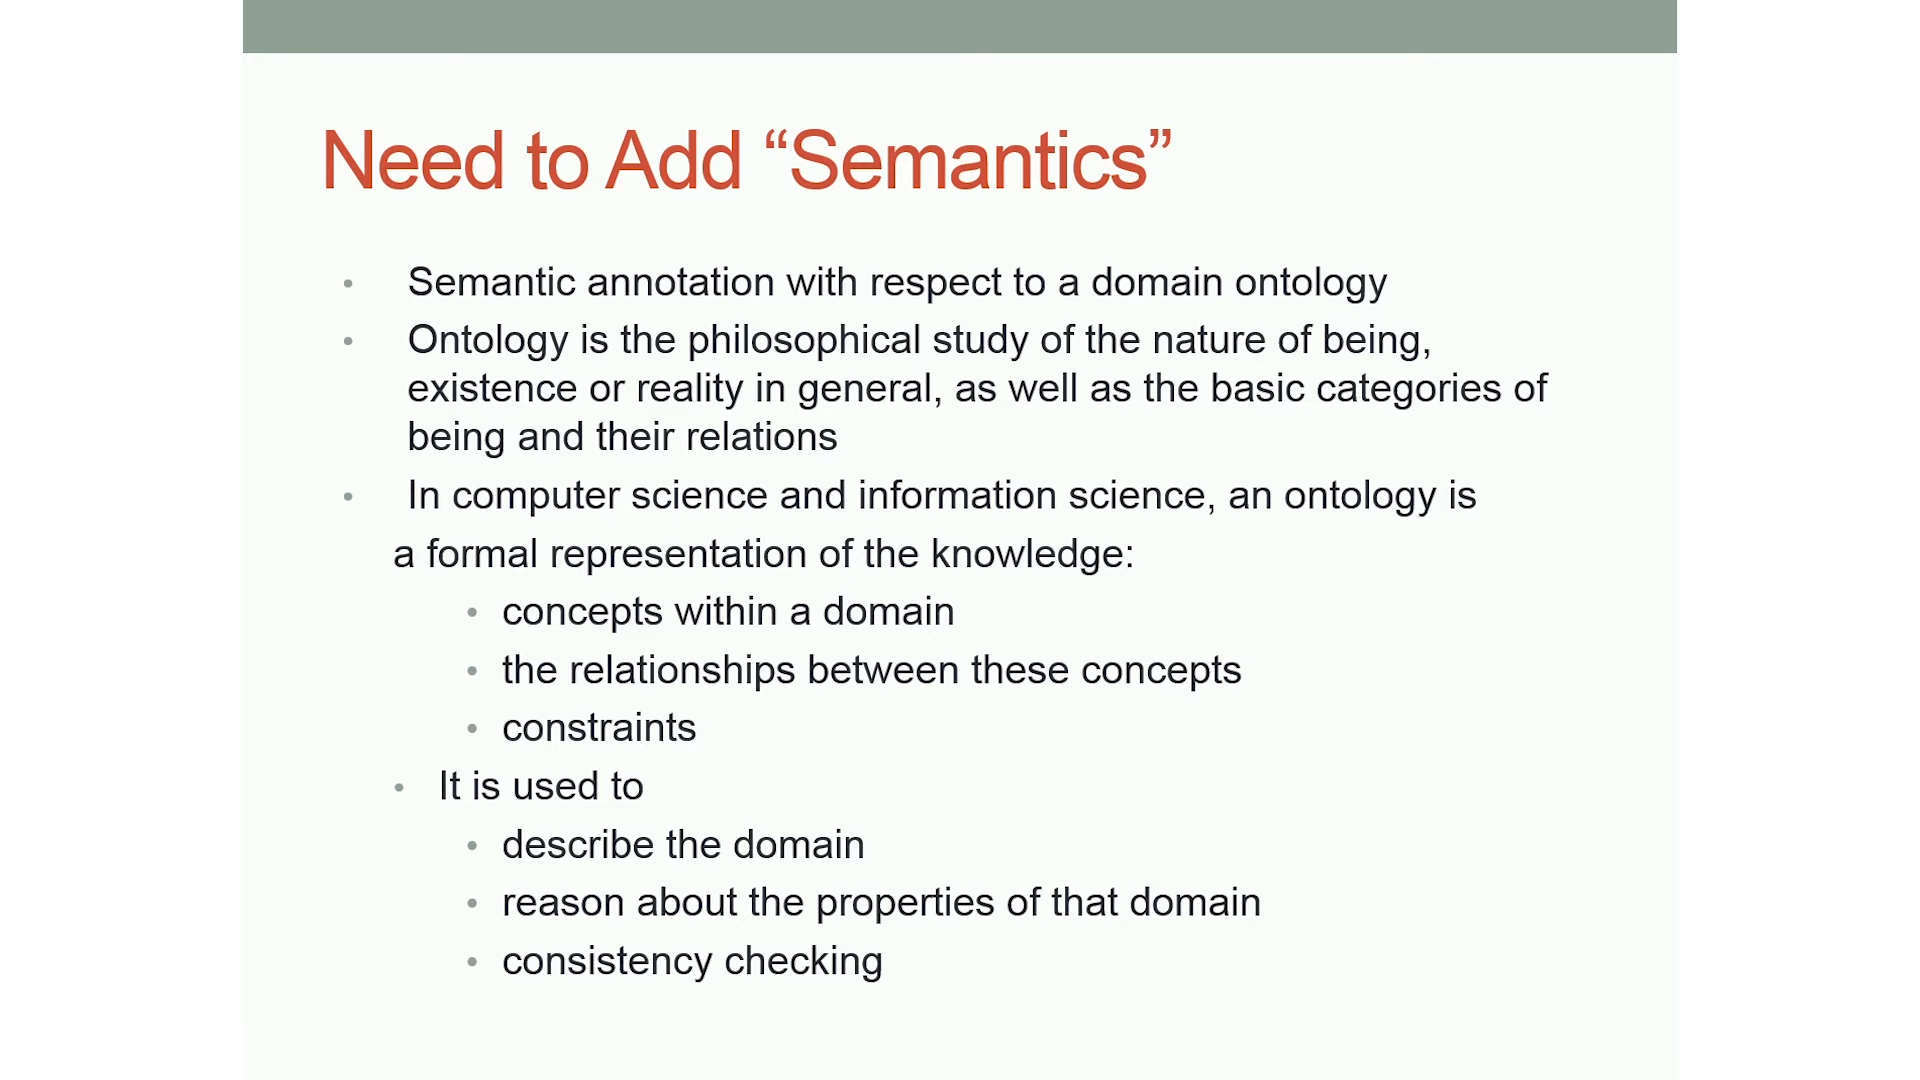 Need to Add “Semantics”
• Semantic annotation with respect to a domain ontology
• Ontology is the philosophical study of the nature of being,
existence or reality in general, as well as the basic categories of
being and their relations
• In computer science and information science, an ontology is
a formal representation of the knowledge:
• concepts within a domain
• the relationships between these concepts
• constraints
• It is used to
• describe the domain
• reason about the properties of that domain
• consistency checking